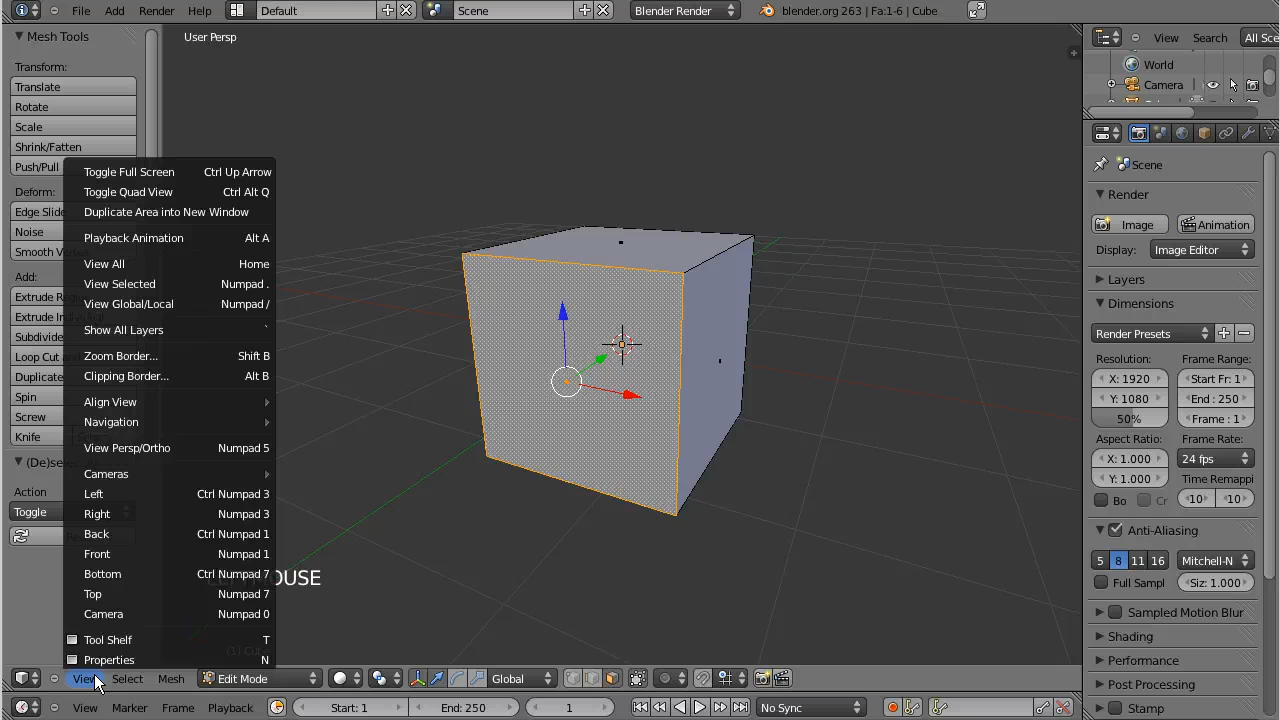 File Add Render Help Default Scene Blender Render blender.org 263 | Fa:1-6 | Cube
Mesh Tools
Transform:
Translate
Rotate
Scale
Shrink/Fatten
Push/Pull
Deform:
Edge Slide
Noise
Smooth
Add:
Extrude
Extrude
Subdivide
Loop Cut and
Duplicate
Spin
Screw
Knife
Action
Toggle
User Persp
Toggle Full Screen Ctrl Up Arrow
Toggle Quad View Ctrl Alt Q
Duplicate Area into New Window
Playback Animation Alt A
View All Home
View Selected Numpad .
View Global/Local Numpad /
Show All Layers `
Zoom Border... Shift B
Clipping Border... Alt B
Align View
Navigation
View Persp/Ortho Numpad 5
Cameras
Left Ctrl Numpad 3
Right Numpad 3
Back Ctrl Numpad 1
Front Numpad 1
Bottom Ctrl Numpad 7
Top Numpad 7
Camera Numpad 0
Tool Shelf T
Properties N
OUSE
View Select Mesh Edit Mode Global
View Marker Frame Playback Start: 1 End: 250 1 No Sync
View Search All Sce
World
Camera
Scene
Render
Image Animation
Display: Image Editor
Layers
Dimensions
Render Presets
Resolution: Frame Range:
X: 1920 Start Fr: 1
Y: 1080 End : 250
50% Frame : 1
Aspect Ratio: Frame Rate:
X: 1.000 24 fps
Y: 1.000 Time Remappi
Bo Cr 10 10
Anti-Aliasing
5 8 11 16 Mitchell-N
Full Sampl Siz: 1.000
Sampled Motion Blur
Shading
Performance
Post Processing
Stamp